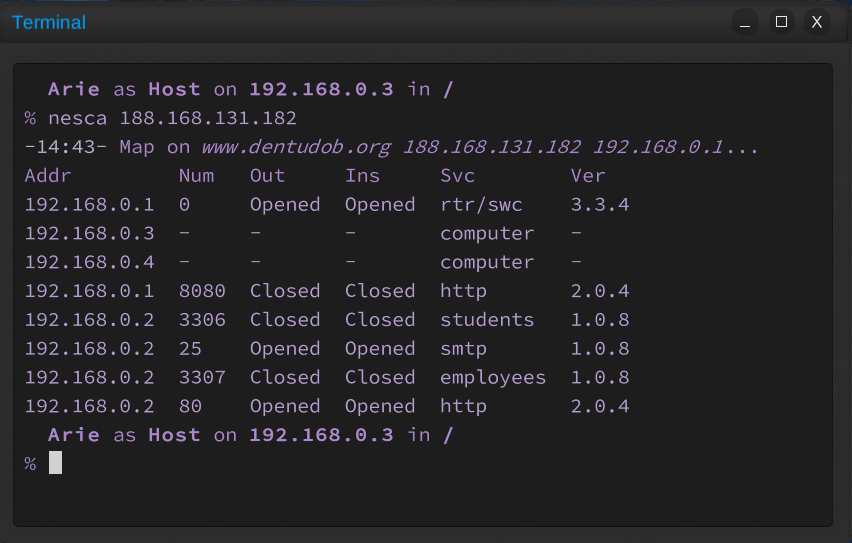 Terminal
Arie as Host on 192.168.0.3 in /
% nesca 188.168.131.182
-14:43- Map on www.dentudob.org 188.168.131.182 192.168.0.1...
Addr Num Out Ins Svc Ver
192.168.0.1 0 Opened Opened rtr/swc 3.3.4
192.168.0.3 - - - computer -
192.168.0.4 - - - computer -
192.168.0.1 8080 Closed Closed http 2.0.4
192.168.0.2 3306 Closed Closed students 1.0.8
192.168.0.2 25 Opened Opened smtp 1.0.8
192.168.0.2 3307 Closed Closed employees 1.0.8
192.168.0.2 80 Opened Opened http 2.0.4
Arie as Host on 192.168.0.3 in /
%